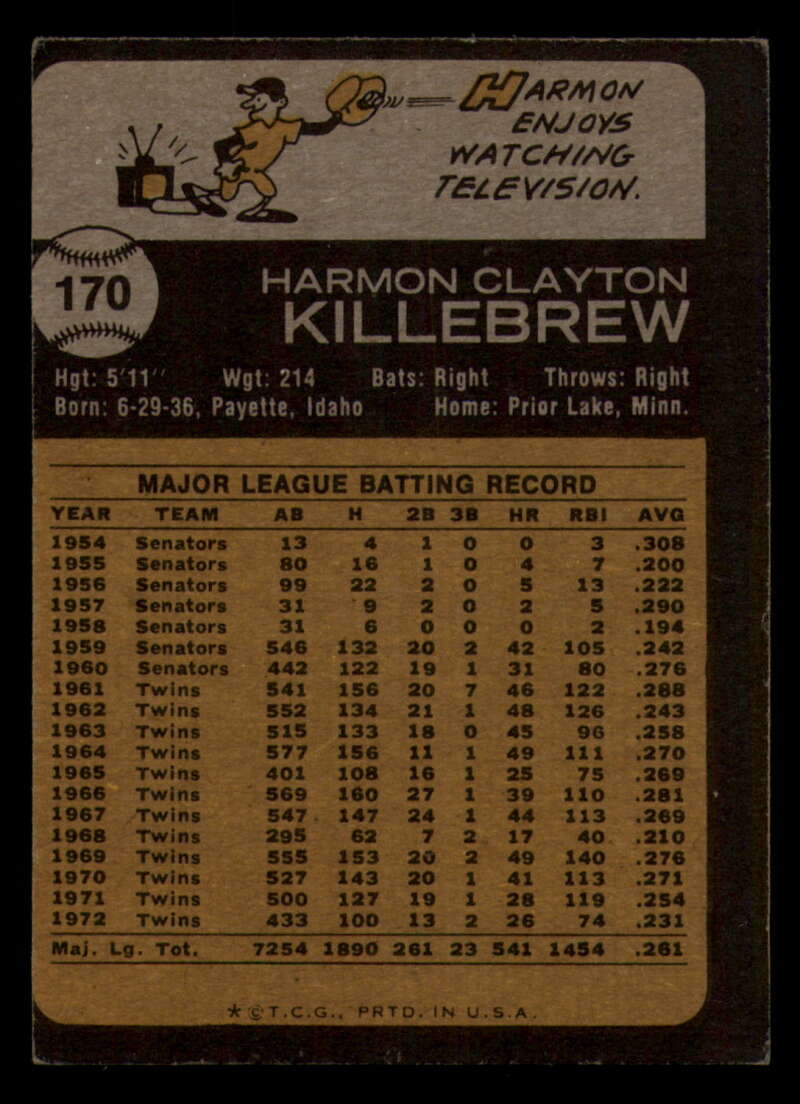 HARMON
ENJOYS
WATCHING
TELEVISION.
170
HARMON CLAYTON
KILLEBREW
Hgt: 5'11" Wgt: 214 Bats: Right Throws: Right
Born: 6-29-36, Payette, Idaho Home: Prior Lake, Minn.
MAJOR LEAGUE BATTING RECORD
YEAR TEAM AB H 2B 3B HR RBI AVG
1954 Senators 13 4 1 0 0 3 .308
1955 Senators 80 16 1 0 4 7 .200
1956 Senators 99 22 2 0 5 13 .222
1957 Senators 31 9 2 0 2 5 .290
1958 Senators 31 6 0 0 0 2 .194
1959 Senators 546 132 20 2 42 105 .242
1960 Senators 442 122 19 1 31 80 .276
1961 Twins 541 156 20 7 46 122 .288
1962 Twins 552 134 21 1 48 126 .243
1963 Twins 515 133 18 0 45 96 .258
1964 Twins 577 156 11 1 49 111 .270
1965 Twins 401 108 16 1 25 75 .269
1966 Twins 569 160 27 1 39 110 .281
1967 Twins 547 147 24 1 44 113 .269
1968 Twins 295 62 7 2 17 40 .210
1969 Twins 555 153 20 2 49 140 .276
1970 Twins 527 143 20 1 41 113 .271
1971 Twins 500 127 19 1 28 119 .254
1972 Twins 433 100 13 2 26 74 .231
Maj. Lg. Tot. 7254 1890 261 23 541 1454 .261
*©T.C.G., PRTD. IN U.S.A.